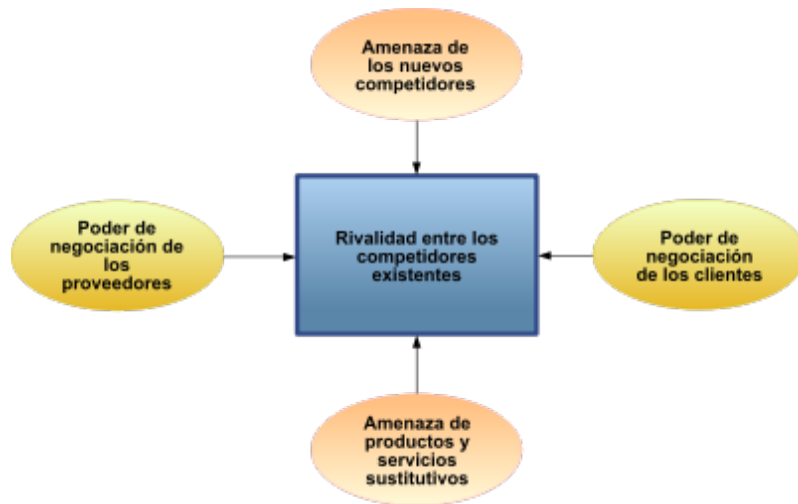 Amenaza de
los nuevos
competidores
Poder de
negociación de
los
proveedores
Rivalidad entre los
competidores
existentes
Poder de
negociación
de los clientes
Amenaza de
productos y
servicios
sustitutivos